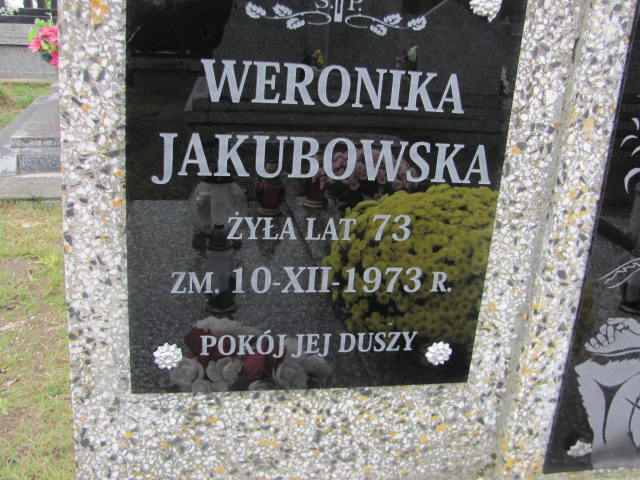 Ś.P.
WERONIKA
JAKUBOWSKA
ŻYŁA LAT 73
ZM. 10-XII-1973 R.
POKÓJ JEJ DUSZY